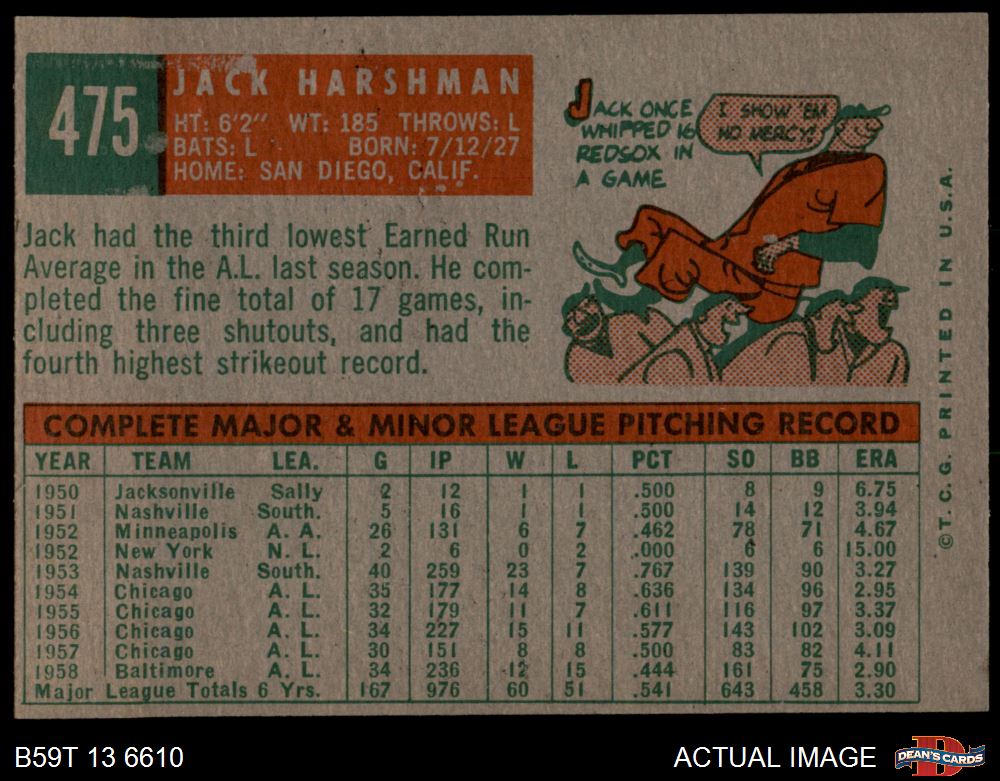 475
JACK HARSHMAN
HT: 6'2" WT: 185 THROWS: L
BATS: L BORN: 7/12/27
HOME: SAN DIEGO, CALIF.
JACK ONCE
WHIPPED 16
REDSOX IN
A GAME
I SHOW 'EM
NO MERCY!
Jack had the third lowest Earned Run
Average in the A.L. last season. He com-
pleted the fine total of 17 games, in-
cluding three shutouts, and had the
fourth highest strikeout record.
COMPLETE MAJOR & MINOR LEAGUE PITCHING RECORD
YEAR TEAM LEA. G IP W L PCT SO BB ERA
1950 Jacksonville Sally 2 12 1 1 .500 8 9 6.75
1951 Nashville South. 5 16 1 1 .500 14 12 3.94
1952 Minneapolis A. A. 26 131 6 7 .462 78 71 4.67
1952 New York N. L. 2 6 0 2 .000 6 6 15.00
1953 Nashville South. 40 259 23 7 .767 139 90 3.27
1954 Chicago A. L. 35 177 14 8 .636 134 96 2.95
1955 Chicago A. L. 32 179 11 7 .611 116 97 3.37
1956 Chicago A. L. 34 227 15 11 .577 143 102 3.09
1957 Chicago A. L. 30 151 8 8 .500 83 82 4.11
1958 Baltimore A. L. 34 236 12 15 .444 161 75 2.90
Major League Totals 6 Yrs. 167 976 60 51 .541 643 458 3.30
©T. C. G. PRINTED IN U.S.A.
B59T 13 6610
ACTUAL IMAGE
D
DEAN'S CARDS